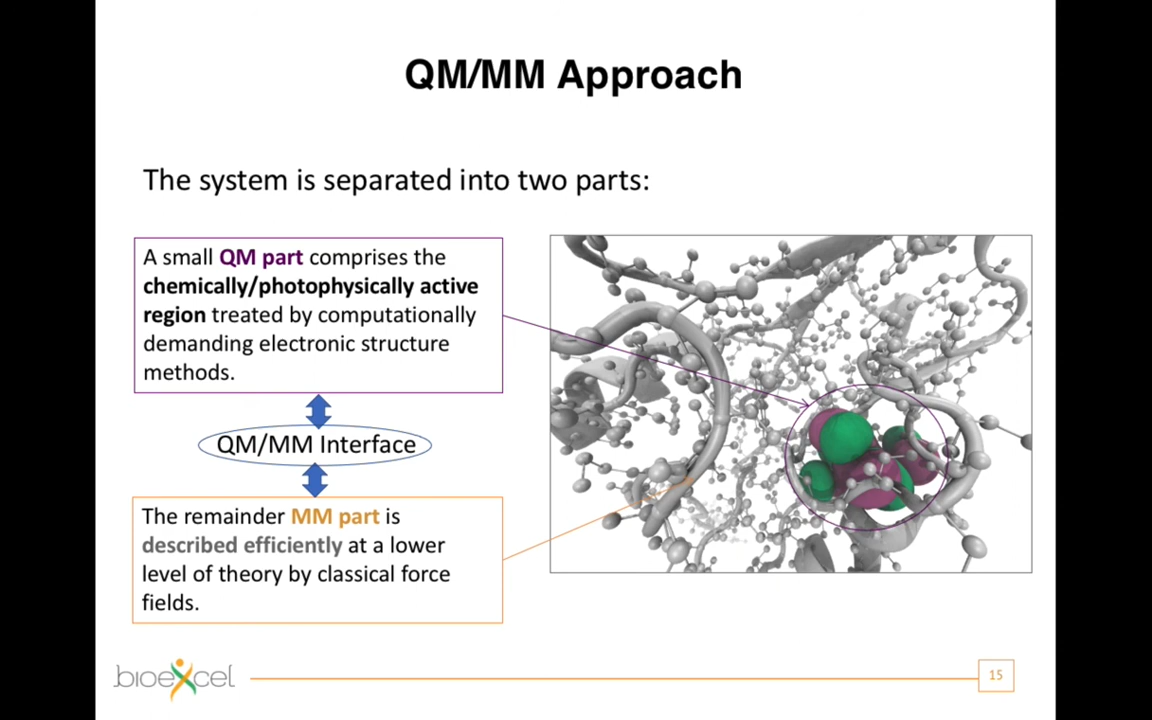 QM/MM Approach
The system is separated into two parts:
A small QM part comprises the
chemically/photophysically active
region treated by computationally
demanding electronic structure
methods.
QM/MM Interface
The remainder MM part is
described efficiently at a lower
level of theory by classical force
fields.
bioexcel
15